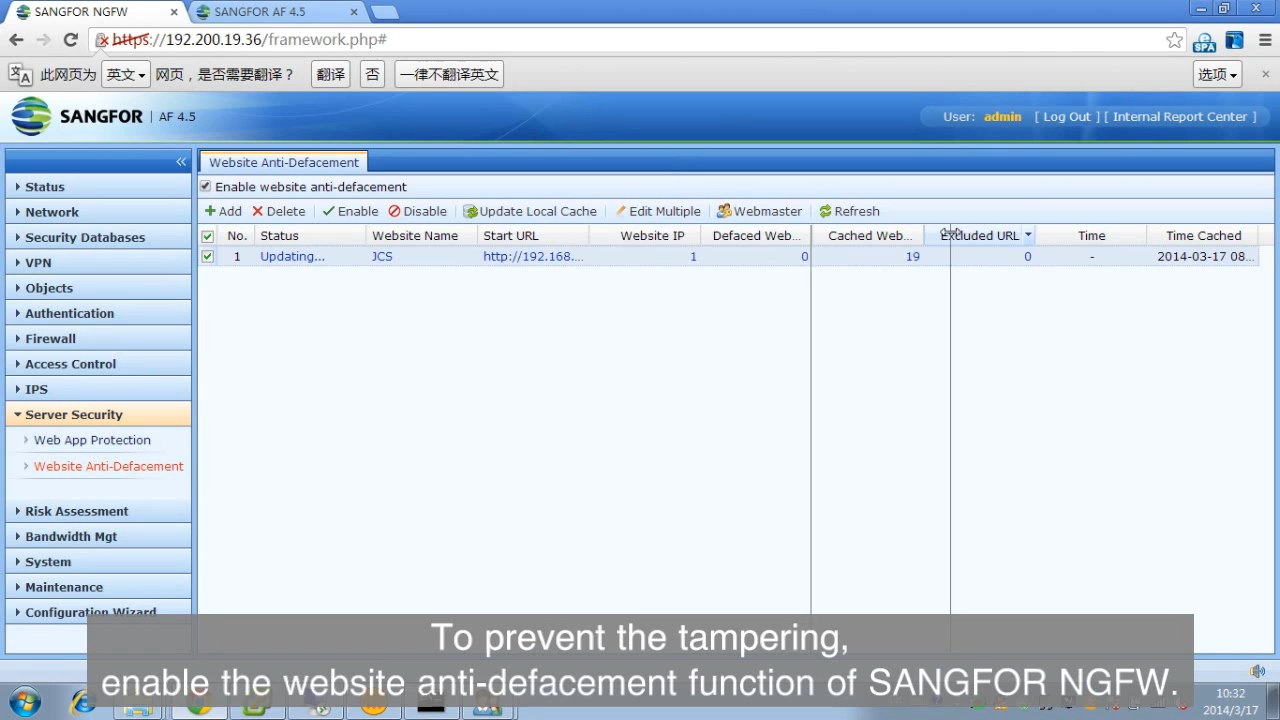 SANGFOR NGFW × SANGFOR AF 4.5 ×
https://192.200.19.36/framework.php#
此网页为 英文 网页，是否需要翻译？ 翻译 否 一律不翻译英文 选项 ×
SANGFOR | AF 4.5 User: admin [ Log Out ] [ Internal Report Center ]
«
Website Anti-Defacement
Enable website anti-defacement
Add Delete Enable Disable Update Local Cache Edit Multiple Webmaster Refresh
No. Status Website Name Start URL Website IP Defaced Web... Cached Web... Excluded URL Time Time Cached
1 Updating... JCS http://192.168.... 1 0 19 0 - 2014-03-17 08...
Status
Network
Security Databases
VPN
Objects
Authentication
Firewall
Access Control
IPS
Server Security
Web App Protection
Website Anti-Defacement
Risk Assessment
Bandwidth Mgt
System
Maintenance
Configuration Wizard
To prevent the tampering,
enable the website anti-defacement function of SANGFOR NGFW.
10:32
2014/3/17